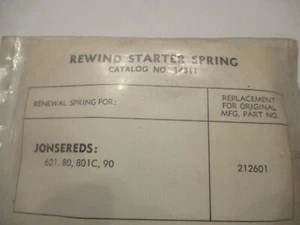 REWIND STARTER SPRING
CATALOG NO.
RENEWAL SPRING FOR:
REPLACEMENT
FOR ORIGINAL
MFG. PART NO.
JONSEREDS:
621, 80, 801C, 90
212601